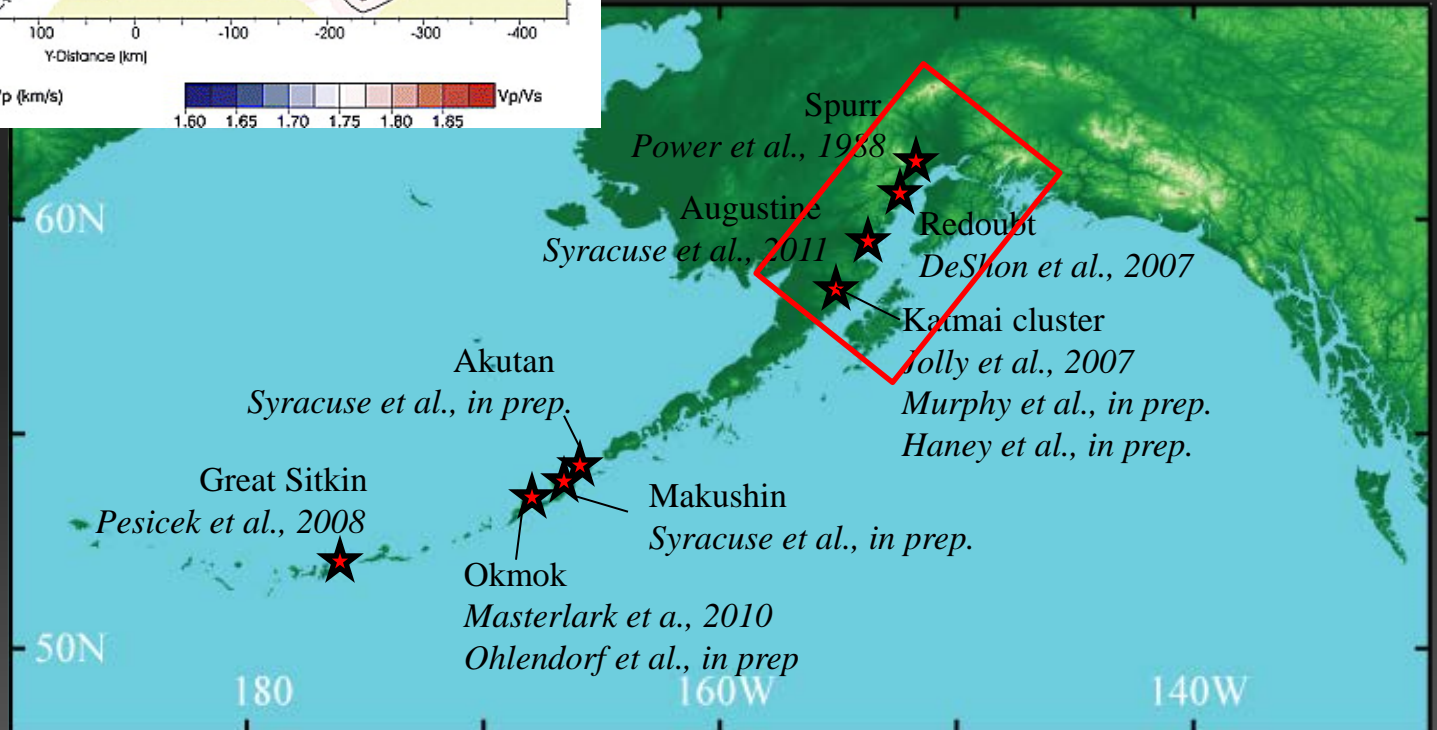 100 0 -100 -200 -300 -400
Y-Distance (km)
p (km/s)
Vp/Vs
1.60 1.65 1.70 1.75 1.80 1.85
Spurr
Power et al., 1988
Augustine
Syracuse et al., 2011
Redoubt
DeShon et al., 2007
Katmai cluster
Jolly et al., 2007
Murphy et al., in prep.
Haney et al., in prep.
60N
Akutan
Syracuse et al., in prep.
Great Sitkin
Pesicek et al., 2008
Makushin
Syracuse et al., in prep.
Okmok
Masterlark et a., 2010
Ohlendorf et al., in prep
50N
180 160W 140W